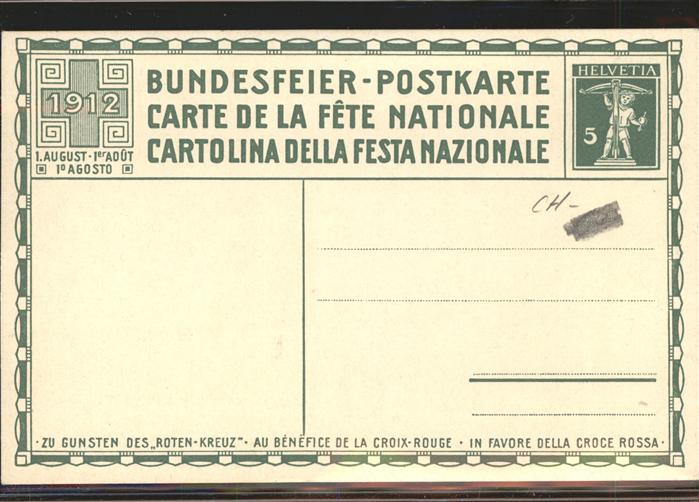 1912
1. AUGUST · 1er AOÛT
1o AGOSTO
BUNDESFEIER-POSTKARTE
CARTE DE LA FÊTE NATIONALE
CARTOLINA DELLA FESTA NAZIONALE
HELVETIA
5
CH-
· ZU GUNSTEN DES „ROTEN-KREUZ" · AU BÉNÉFICE DE LA CROIX-ROUGE · IN FAVORE DELLA CROCE ROSSA ·